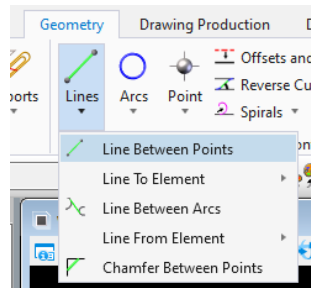 Geometry Drawing Production
Lines Arcs Point Offsets and
Reverse Cu
Spirals
Line Between Points
Line To Element
Line Between Arcs
Line From Element
Chamfer Between Points